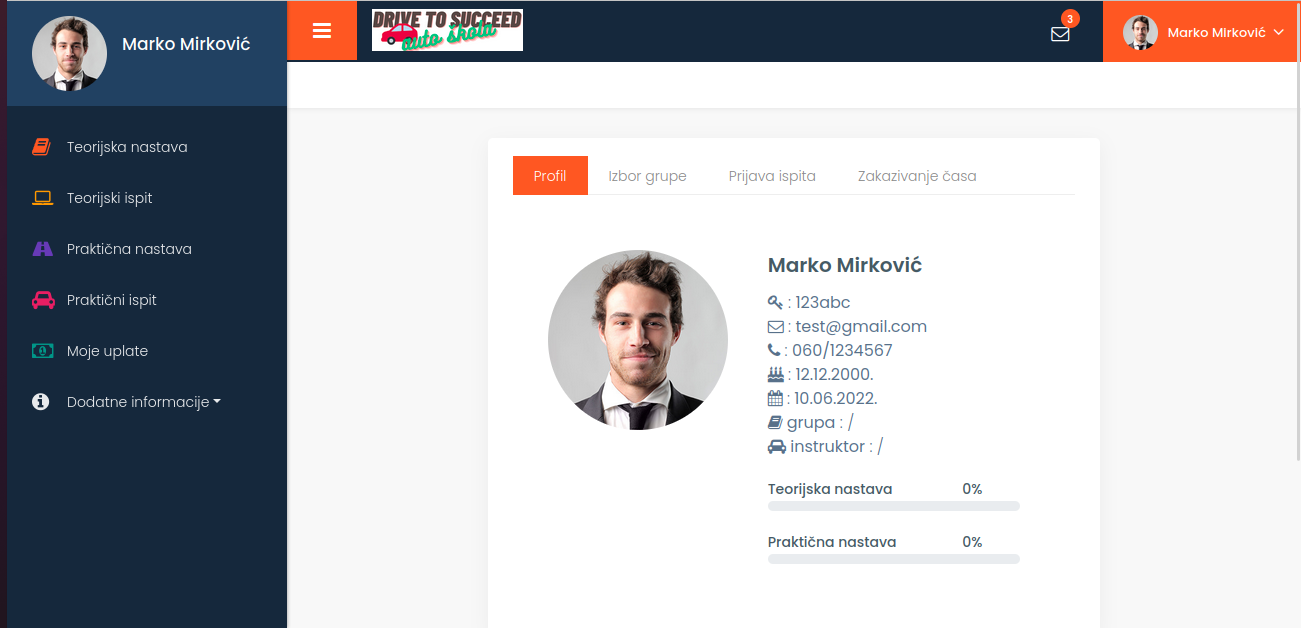 Marko Mirković
DRIVE TO SUCCEED
auto škola
3
Marko Mirković
Teorijska nastava
Teorijski ispit
Praktična nastava
Praktični ispit
Moje uplate
Dodatne informacije
Profil
Izbor grupe
Prijava ispita
Zakazivanje časa
Marko Mirković
: 123abc
: test@gmail.com
: 060/1234567
: 12.12.2000.
: 10.06.2022.
grupa : /
instruktor : /
Teorijska nastava 0%
Praktična nastava 0%